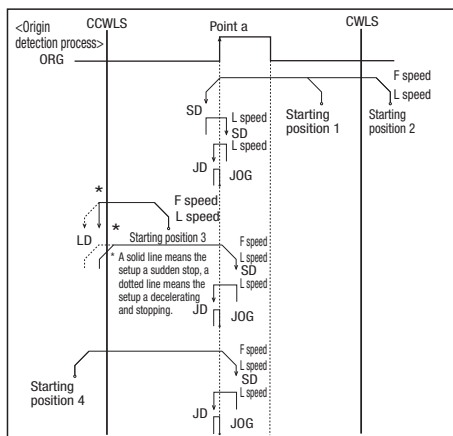 <Origin
detection process>
CCWLS
Point a
CWLS
ORG
F speed
L speed
SD
Starting
position 1
Starting
position 2
L speed
SD
L speed
JD
JOG
*
F speed
L speed
LD
*
Starting position 3
F speed
L speed
SD
* A solid line means the
setup a sudden stop, a
dotted line means the
setup a decelerating
and stopping.
L speed
JD
JOG
F speed
L speed
SD
Starting
position 4
L speed
JD
JOG